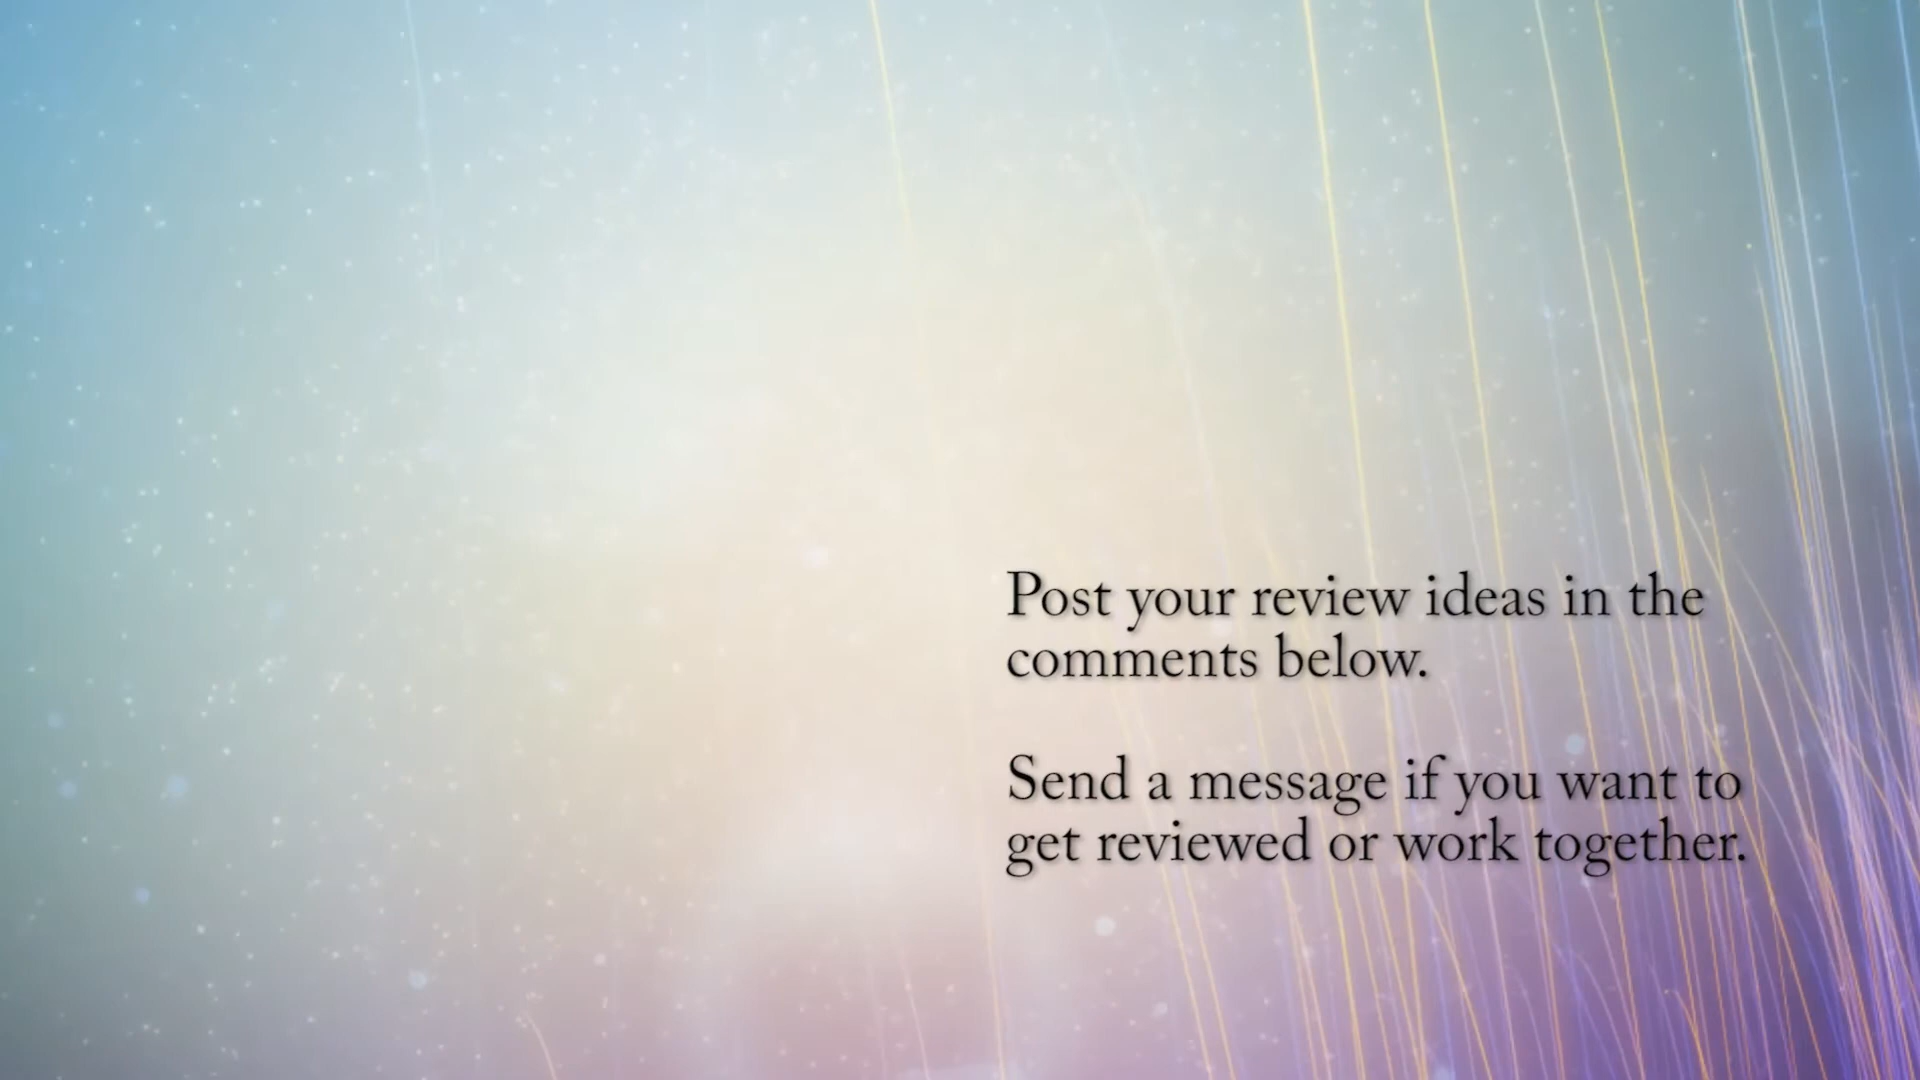 Post your review ideas in the
comments below.
Send a message if you want to
get reviewed or work together.